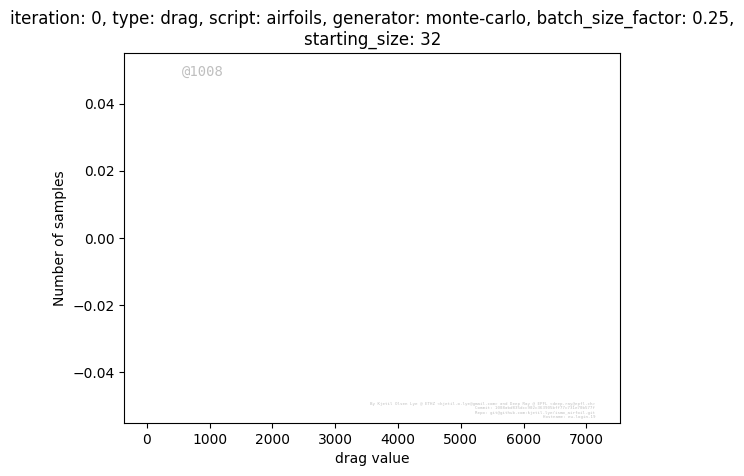 iteration: 0, type: drag, script: airfoils, generator: monte-carlo, batch_size_factor: 0.25,
starting_size: 32
@1008
0.04
0.02
0.00
−0.02
−0.04
Number of samples
0 1000 2000 3000 4000 5000 6000 7000
drag value